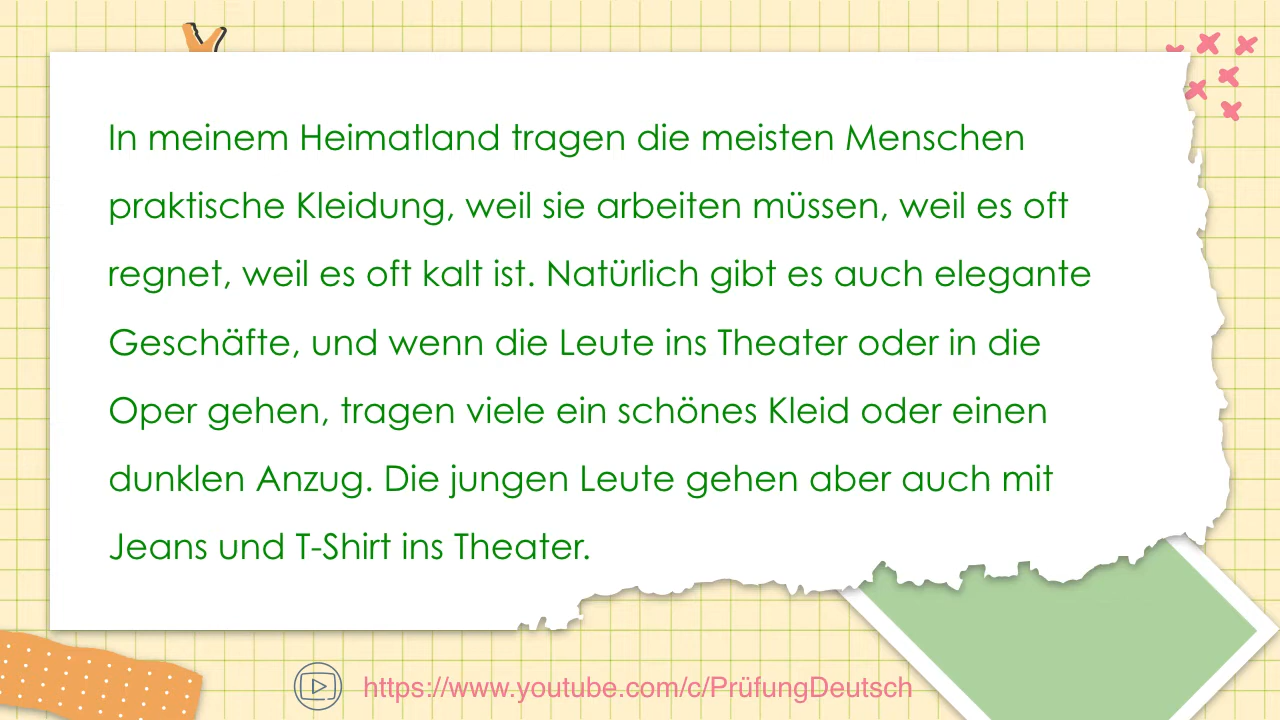 In meinem Heimatland tragen die meisten Menschen
praktische Kleidung, weil sie arbeiten müssen, weil es oft
regnet, weil es oft kalt ist. Natürlich gibt es auch elegante
Geschäfte, und wenn die Leute ins Theater oder in die
Oper gehen, tragen viele ein schönes Kleid oder einen
dunklen Anzug. Die jungen Leute gehen aber auch mit
Jeans und T-Shirt ins Theater.
https://www.youtube.com/c/PrüfungDeutsch